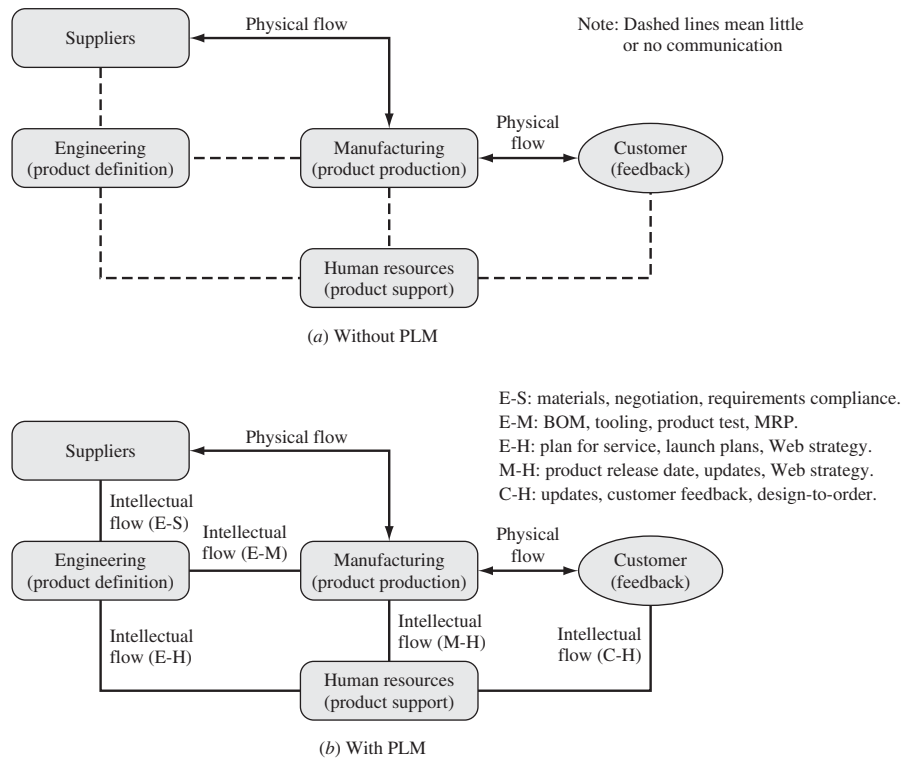 Suppliers
Physical flow
Note: Dashed lines mean little
or no communication
Engineering
(product definition)
Manufacturing
(product production)
Physical
flow
Customer
(feedback)
Human resources
(product support)
(a) Without PLM
E-S: materials, negotiation, requirements compliance.
E-M: BOM, tooling, product test, MRP.
E-H: plan for service, launch plans, Web strategy.
M-H: product release date, updates, Web strategy.
C-H: updates, customer feedback, design-to-order.
Suppliers
Physical flow
Intellectual
flow (E-S)
Intellectual
flow (E-M)
Engineering
(product definition)
Manufacturing
(product production)
Physical
flow
Customer
(feedback)
Intellectual
flow (E-H)
Intellectual
flow (M-H)
Intellectual
flow (C-H)
Human resources
(product support)
(b) With PLM